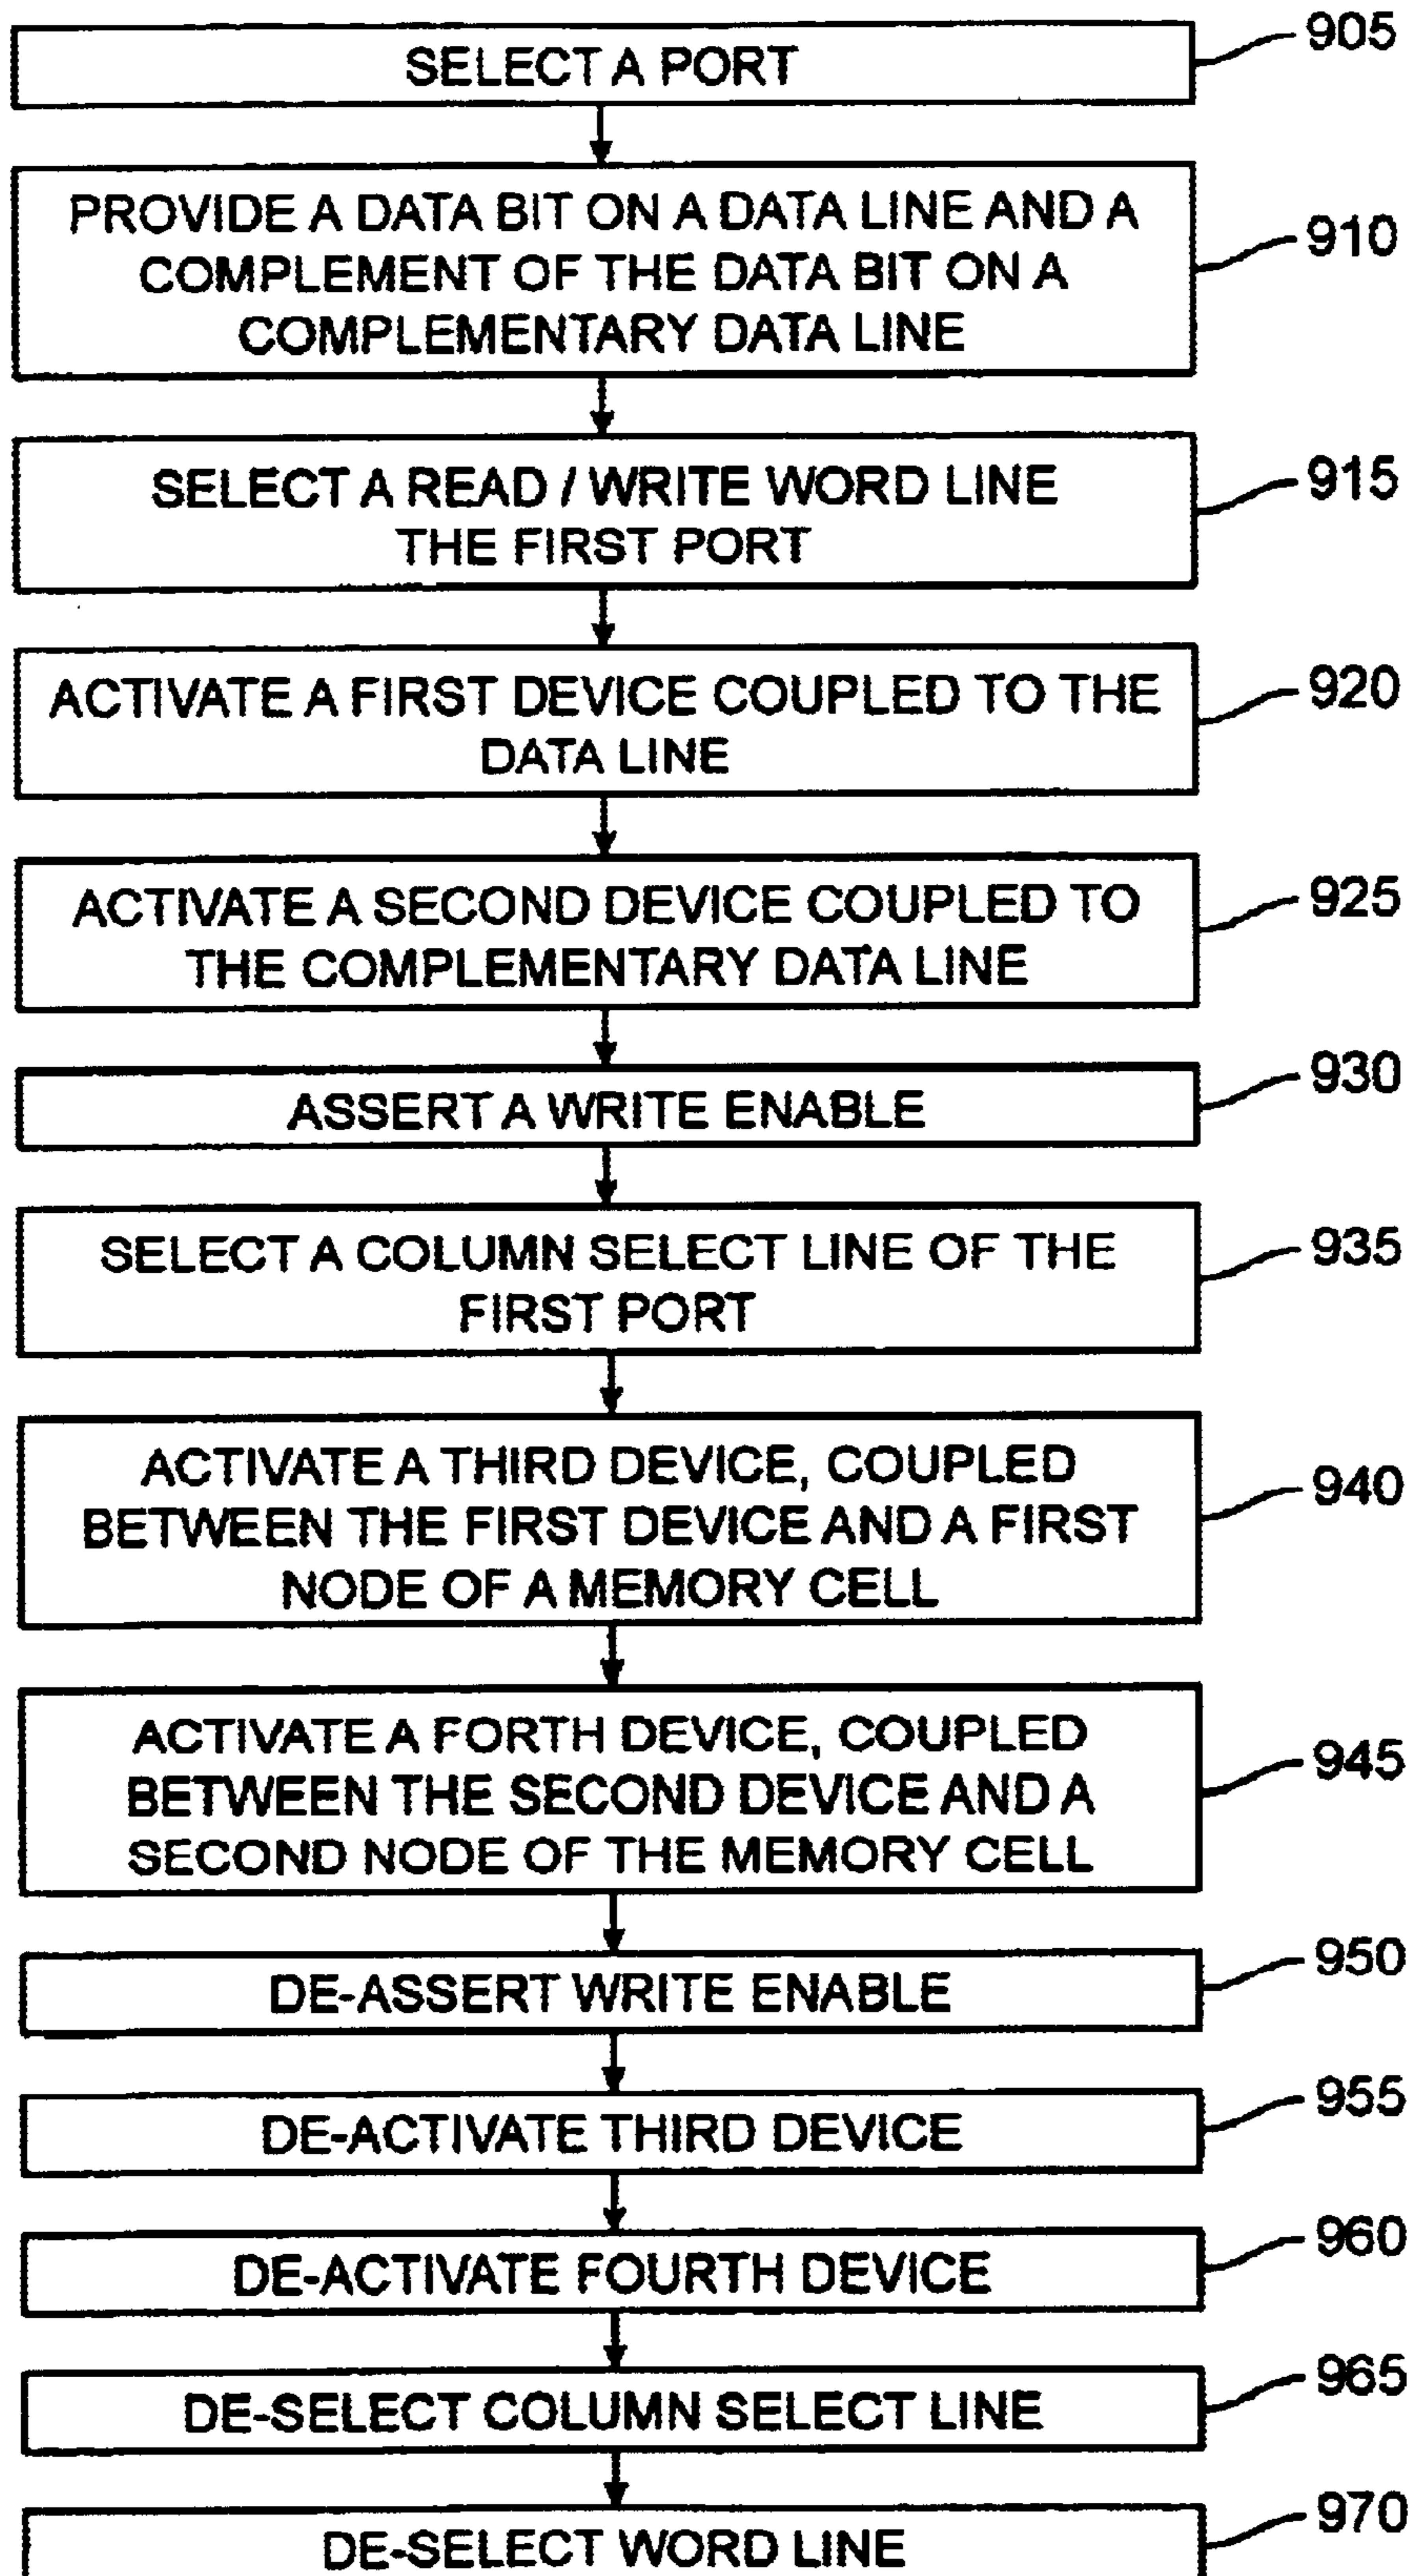 SELECT A PORT
905
PROVIDE A DATA BIT ON A DATA LINE AND A
COMPLEMENT OF THE DATA BIT ON A
COMPLEMENTARY DATA LINE
910
SELECT A READ / WRITE WORD LINE
THE FIRST PORT
915
ACTIVATE A FIRST DEVICE COUPLED TO THE
DATA LINE
920
ACTIVATE A SECOND DEVICE COUPLED TO
THE COMPLEMENTARY DATA LINE
925
ASSERT A WRITE ENABLE
930
SELECT A COLUMN SELECT LINE OF THE
FIRST PORT
935
ACTIVATE A THIRD DEVICE, COUPLED
BETWEEN THE FIRST DEVICE AND A FIRST
NODE OF A MEMORY CELL
940
ACTIVATE A FORTH DEVICE, COUPLED
BETWEEN THE SECOND DEVICE AND A
SECOND NODE OF THE MEMORY CELL
945
DE-ASSERT WRITE ENABLE
950
DE-ACTIVATE THIRD DEVICE
955
DE-ACTIVATE FOURTH DEVICE
960
DE-SELECT COLUMN SELECT LINE
965
DE-SELECT WORD LINE
970